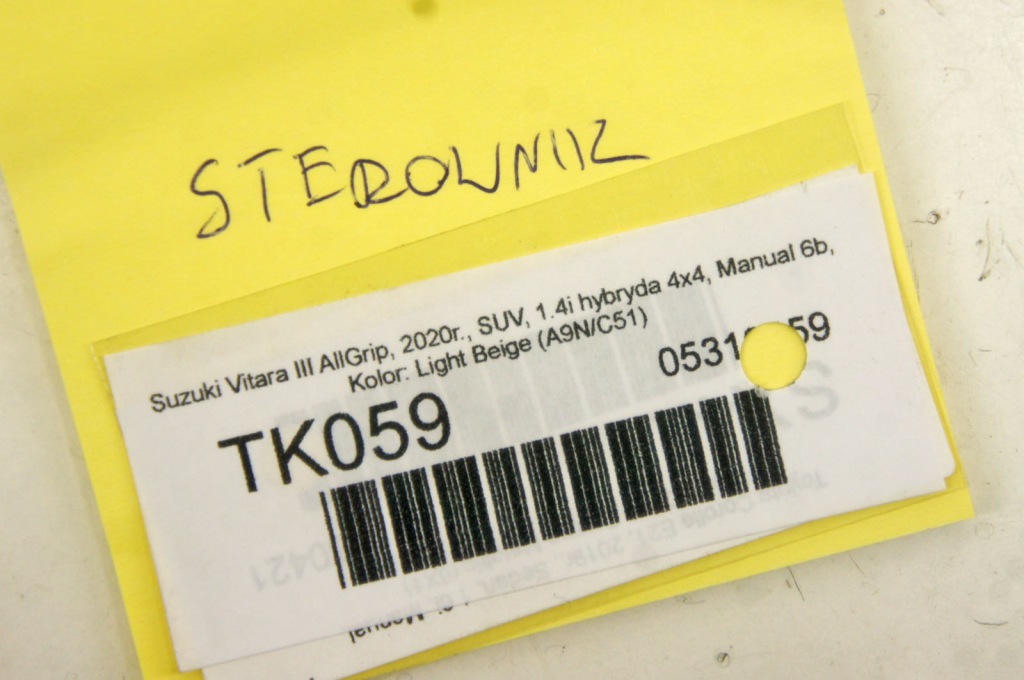 STEROWNIK
Suzuki Vitara III AllGrip, 2020r., SUV, 1.4i hybryda 4x4, Manual 6b,
Kolor: Light Beige (A9N/C51)
TK059